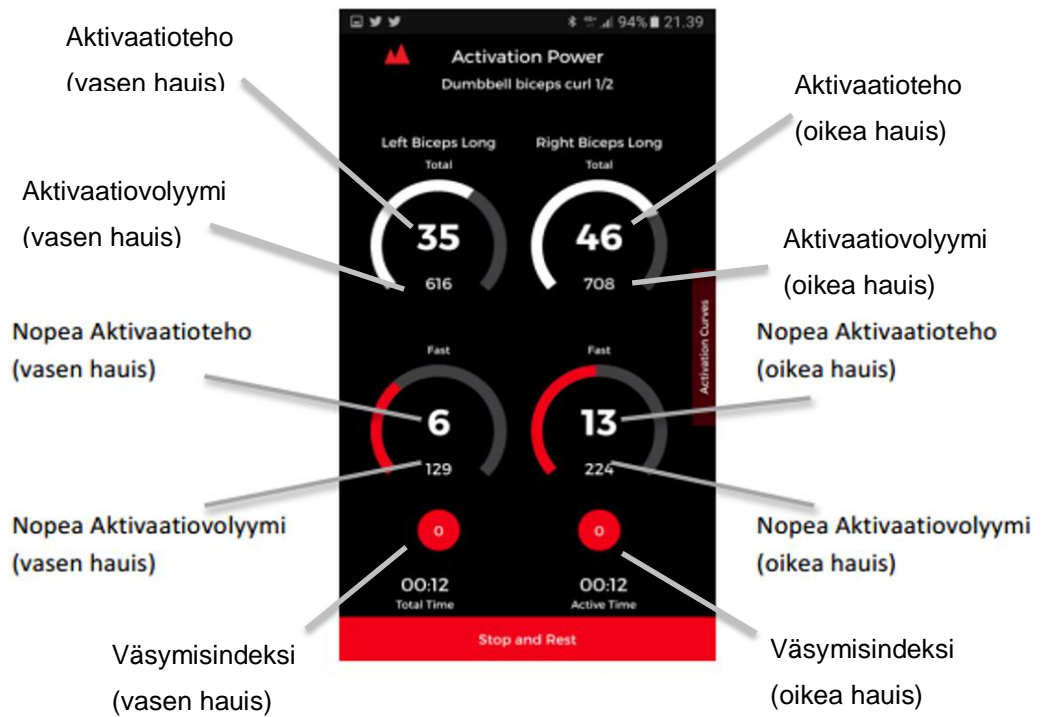 94% 21.39
Activation Power
Dumbbell biceps curl 1/2
Aktivaatioteho
(vasen hauis)
Aktivaatioteho
(oikea hauis)
Left Biceps Long
Right Biceps Long
Total
Total
Aktivaatiovolyymi
(vasen hauis)
35
46
Aktivaatiovolyymi
(oikea hauis)
616
708
Activation Curves
Nopea Aktivaatioteho
(vasen hauis)
Nopea Aktivaatioteho
(oikea hauis)
Fast
Fast
6
13
129
224
Nopea Aktivaatiovolyymi
(vasen hauis)
Nopea Aktivaatiovolyymi
(oikea hauis)
0
0
00:12
00:12
Total Time
Active Time
Stop and Rest
Väsymisindeksi
(vasen hauis)
Väsymisindeksi
(oikea hauis)